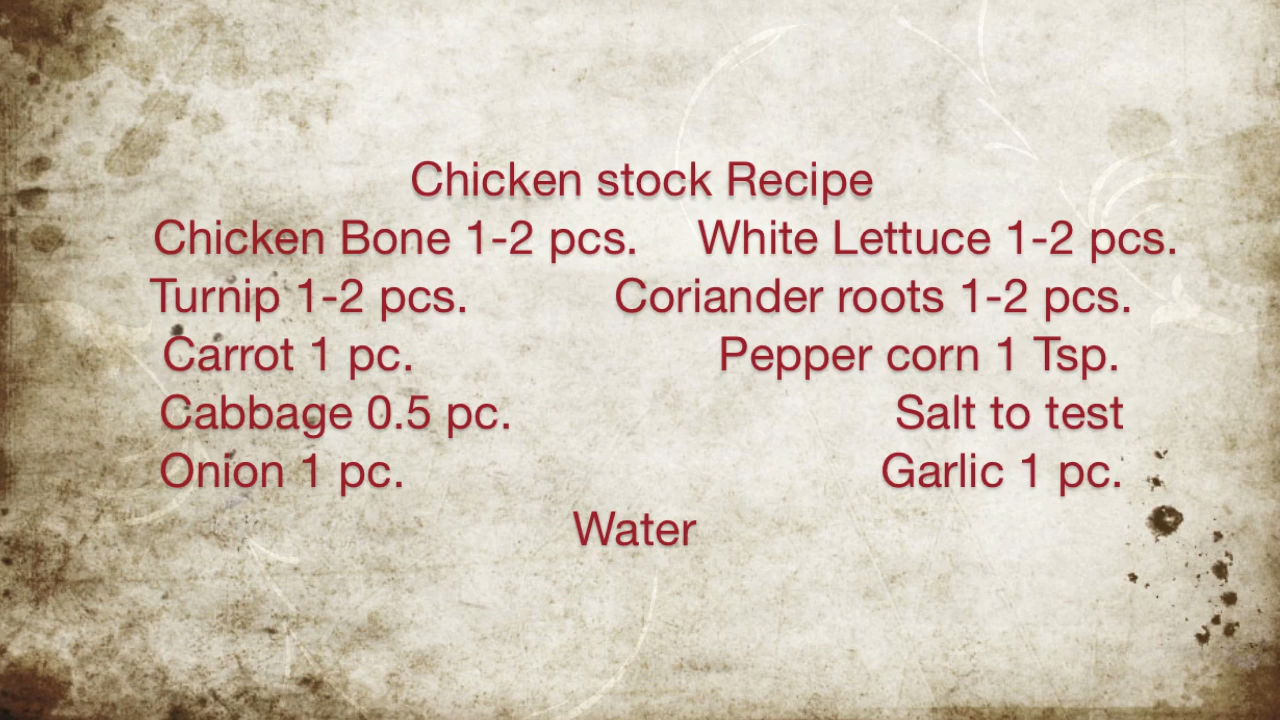 Chicken stock Recipe
Chicken Bone 1-2 pcs. White Lettuce 1-2 pcs.
Turnip 1-2 pcs. Coriander roots 1-2 pcs.
Carrot 1 pc. Pepper corn 1 Tsp.
Cabbage 0.5 pc. Salt to test
Onion 1 pc. Garlic 1 pc.
Water